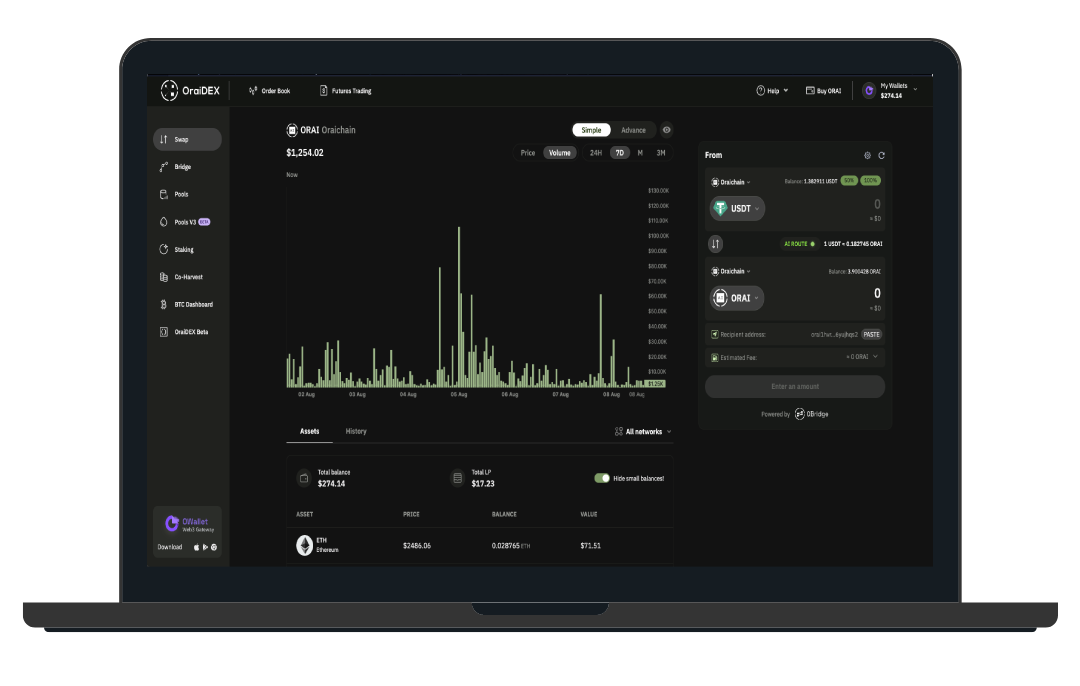 OraiDEX
Order Book
Futures Trading
Help
Buy ORAI
My Wallets
$274.14
Swap
Bridge
Pools
Pools V3 BETA
Staking
Co-Harvest
BTC Dashboard
OraiDEX Beta
OWallet
Web3 Gateway
Download
ORAI Oraichain
Simple
Advance
$1,254.02
Price
Volume
24H
7D
M
3M
Now
$130.00K
$120.00K
$110.00K
$100.00K
$90.00K
$80.00K
$70.00K
$60.00K
$50.00K
$40.00K
$30.00K
$20.00K
$10.00K
$1.25K
02 Aug
03 Aug
04 Aug
05 Aug
06 Aug
07 Aug
08 Aug
08 Aug
Assets
History
All networks
Total balance
$274.14
Total LP
$17.23
Hide small balances!
ASSET PRICE BALANCE VALUE
ETH
Ethereum
$2486.06
0.028765 ETH
$71.51
From
Oraichain
Balance: 1.382911 USDT
50%
100%
USDT
0
≈ $0
AI ROUTE
1 USDT ≈ 0.182745 ORAI
Oraichain
Balance: 3.900428 ORAI
ORAI
0
≈ $0
Recipient address:
PASTE
Estimated Fee:
≈ 0 ORAI
Enter an amount
Powered by OBridge